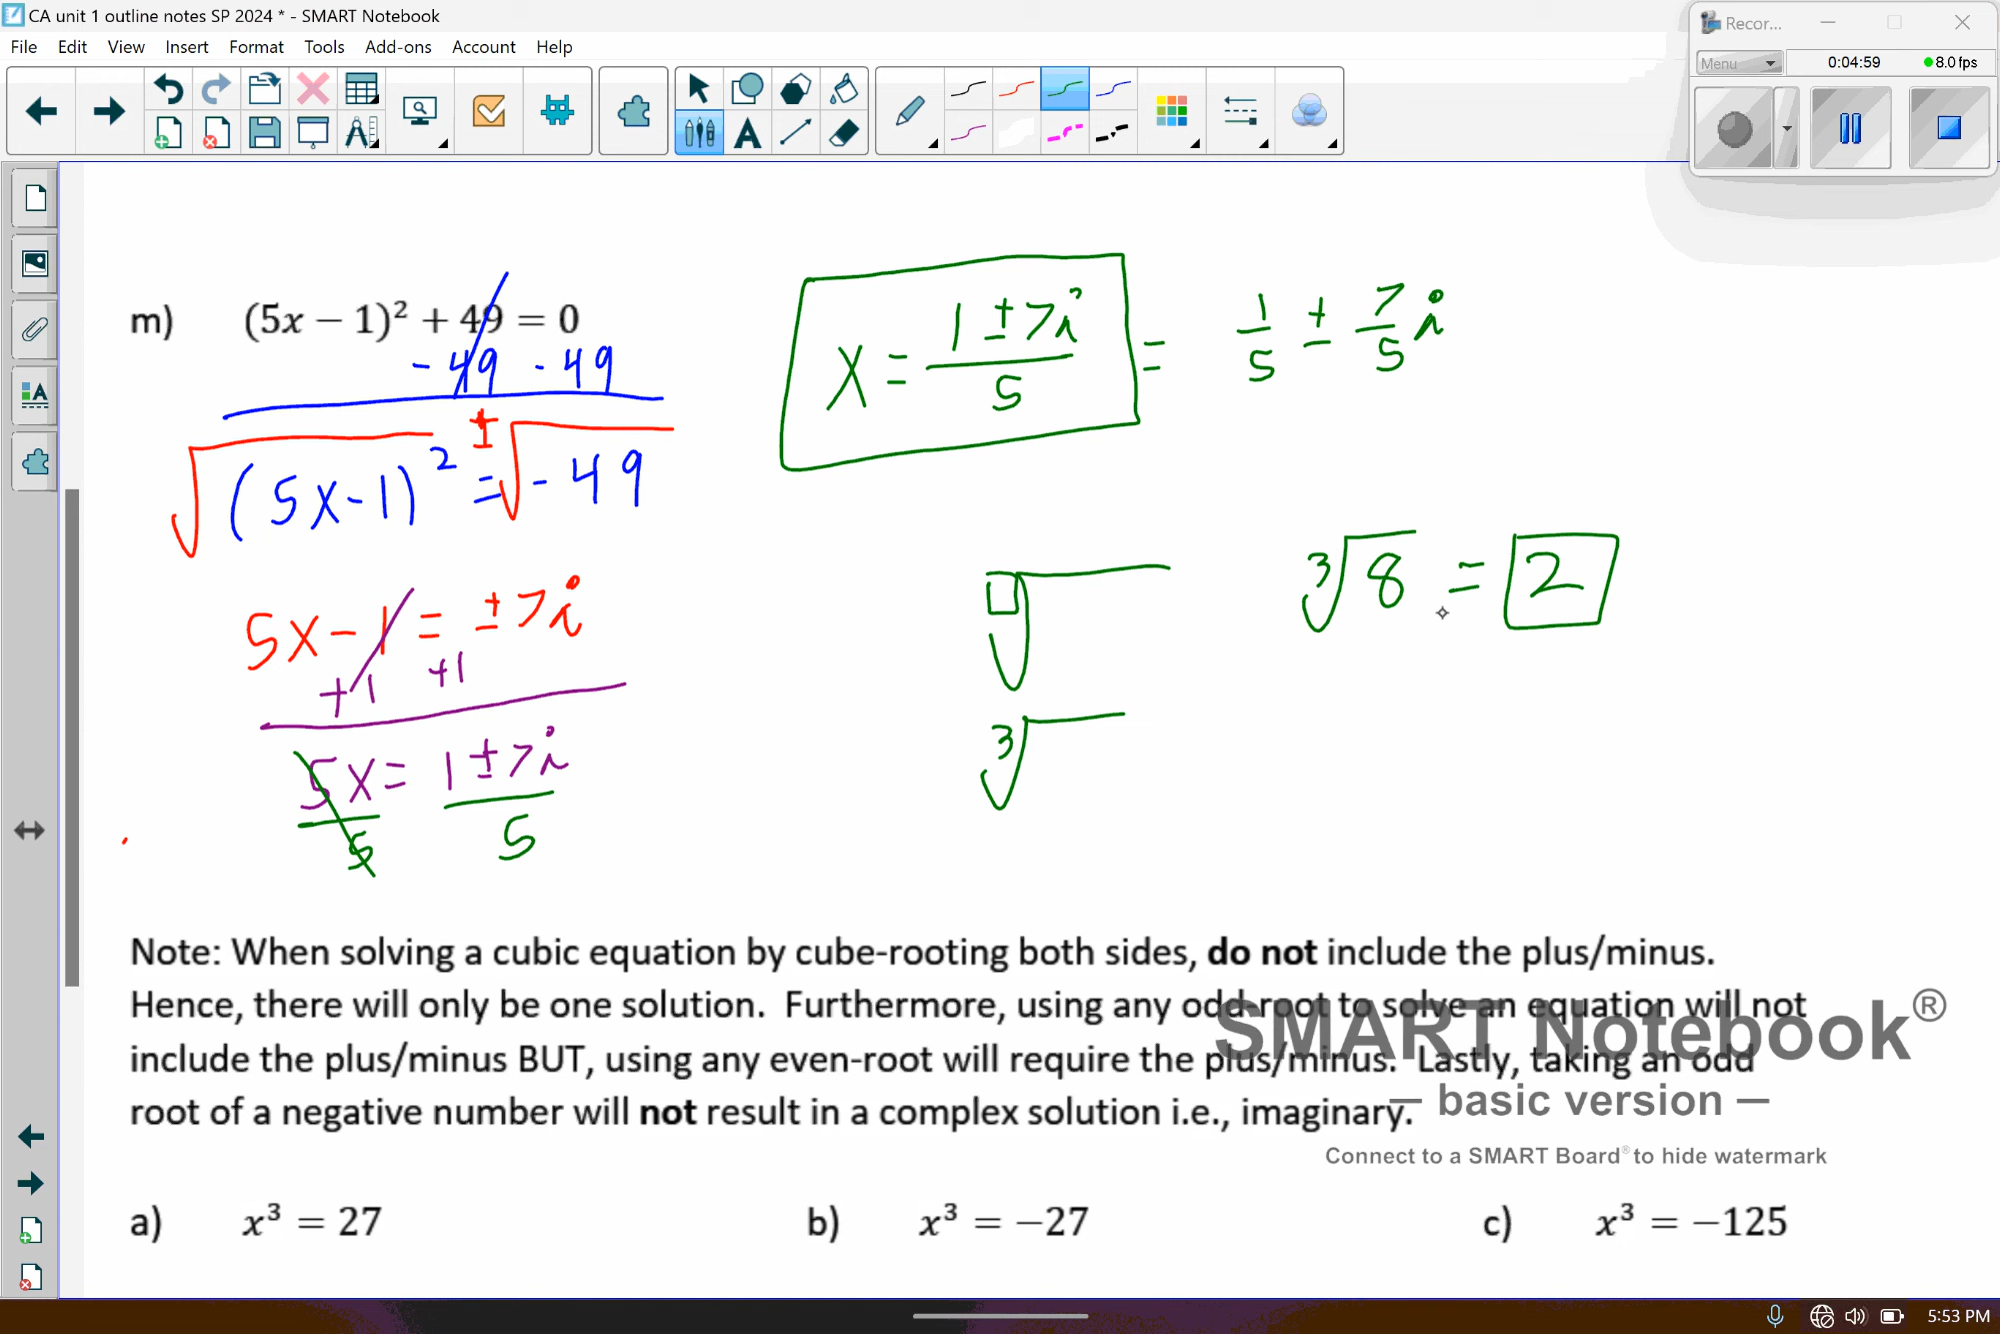 CA unit 1 outline notes SP 2024 * - SMART Notebook
File Edit View Insert Format Tools Add-ons Account Help
Recor...
Menu 0:04:59 8.0 fps
m) (5x − 1)² + 49 = 0
- 49 - 49
√(5x-1)² = ±√-49
5x - 1 = ±7i
+1 +1
5x = 1 ± 7i
5 5
x = (1 ± 7i)/5 = 1/5 ± 7/5 i
∛8 = 2
3√
Note: When solving a cubic equation by cube-rooting both sides, do not include the plus/minus.
Hence, there will only be one solution. Furthermore, using any odd-root to solve an equation will not
include the plus/minus BUT, using any even-root will require the plus/minus. Lastly, taking an odd
root of a negative number will not result in a complex solution i.e., imaginary.
SMART Notebook®
— basic version —
Connect to a SMART Board® to hide watermark
a) x³ = 27 b) x³ = −27 c) x³ = −125
5:53 PM